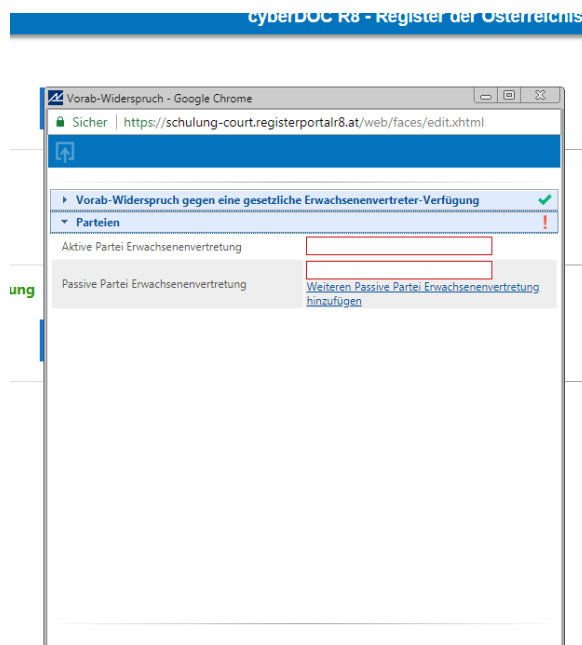 cyberDOC R8 - Register der Österreichis
Vorab-Widerspruch - Google Chrome
Sicher | https://schulung-court.registerportalr8.at/web/faces/edit.xhtml
Vorab-Widerspruch gegen eine gesetzliche Erwachsenenvertreter-Verfügung
Parteien
Aktive Partei Erwachsenenvertretung
Passive Partei Erwachsenenvertretung
Weiteren Passive Partei Erwachsenenvertretung
hinzufügen
ung